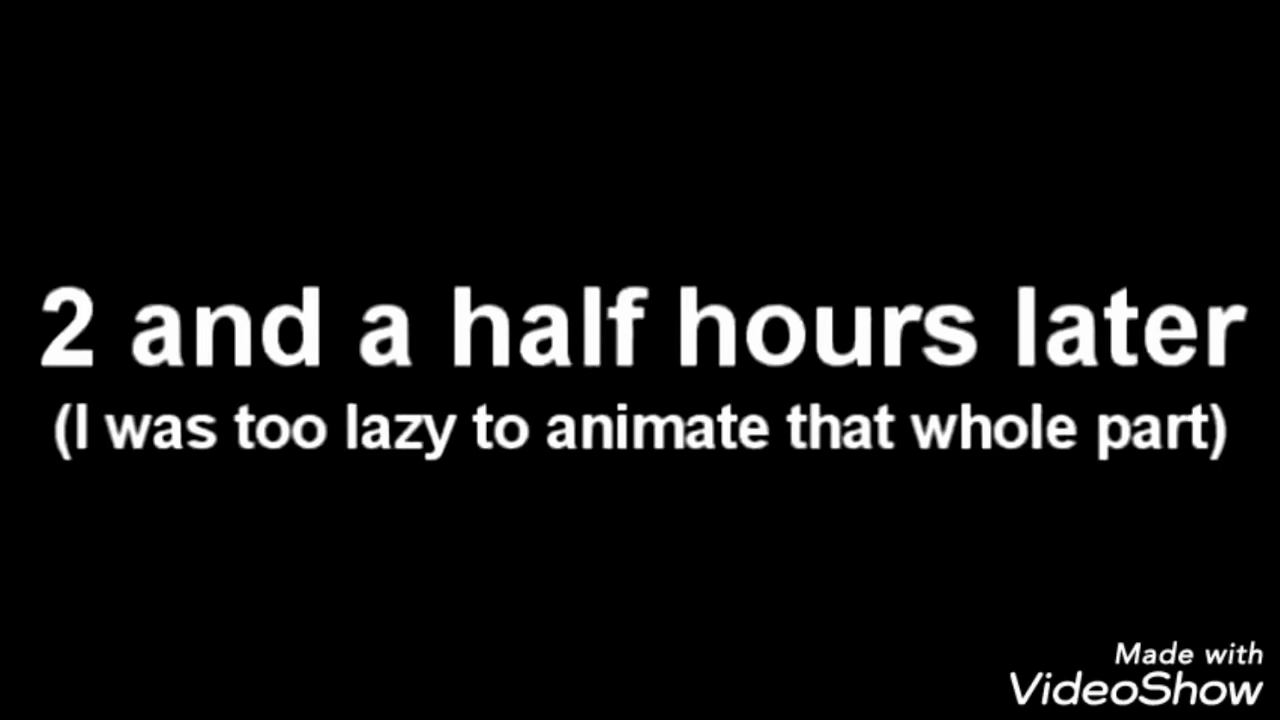 2 and a half hours later
(I was too lazy to animate that whole part)
Made with
VideoShow